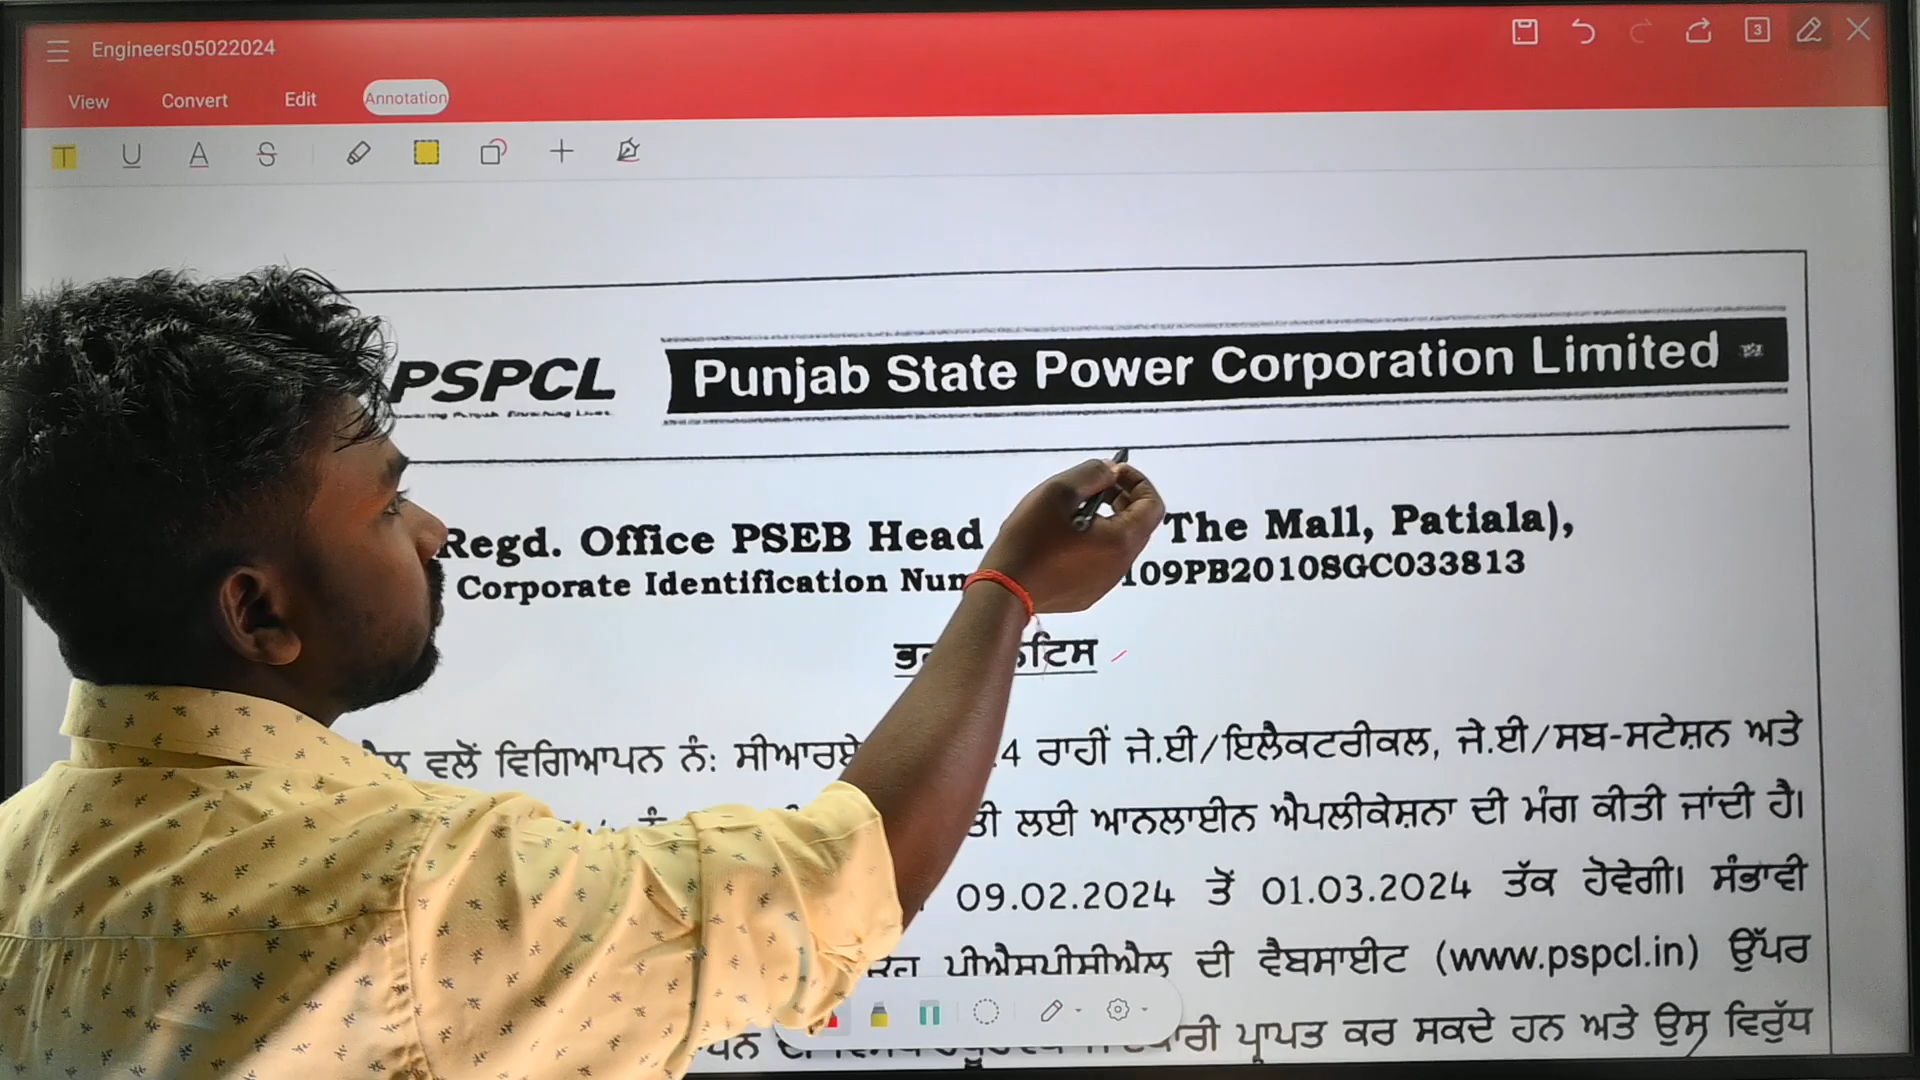 Engineers05022024
3
View Convert Edit Annotation
T U A S
PSPCL Punjab State Power Corporation Limited
Regd. Office PSEB Head The Mall, Patiala),
Corporate Identification 109PB2010SGC033813
ਵਲੋਂ ਵਿਗਿਆਪਨ ਨੰ: 4 ਰਾਹੀਂ ਜੇ.ਈ/ਇਲੈਕਟਰੀਕਲ, ਜੇ.ਈ/ਸਬ-ਸਟੇਸ਼ਨ ਅਤੇ
ਲਈ ਆਨਲਾਈਨ ਐਪਲੀਕੇਸ਼ਨਾ ਦੀ ਮੰਗ ਕੀਤੀ ਜਾਂਦੀ ਹੈ।
09.02.2024 ਤੋਂ 01.03.2024 ਤੱਕ ਹੋਵੇਗੀ। ਸੰਭਾਵੀ
ਪੀਐਸਪੀਸੀਐਲ ਦੀ ਵੈਬਸਾਈਟ (www.pspcl.in) ਉੱਪਰ
ਪ੍ਰਾਪਤ ਕਰ ਸਕਦੇ ਹਨ ਅਤੇ ਉਸ ਵਿਰੁੱਧ